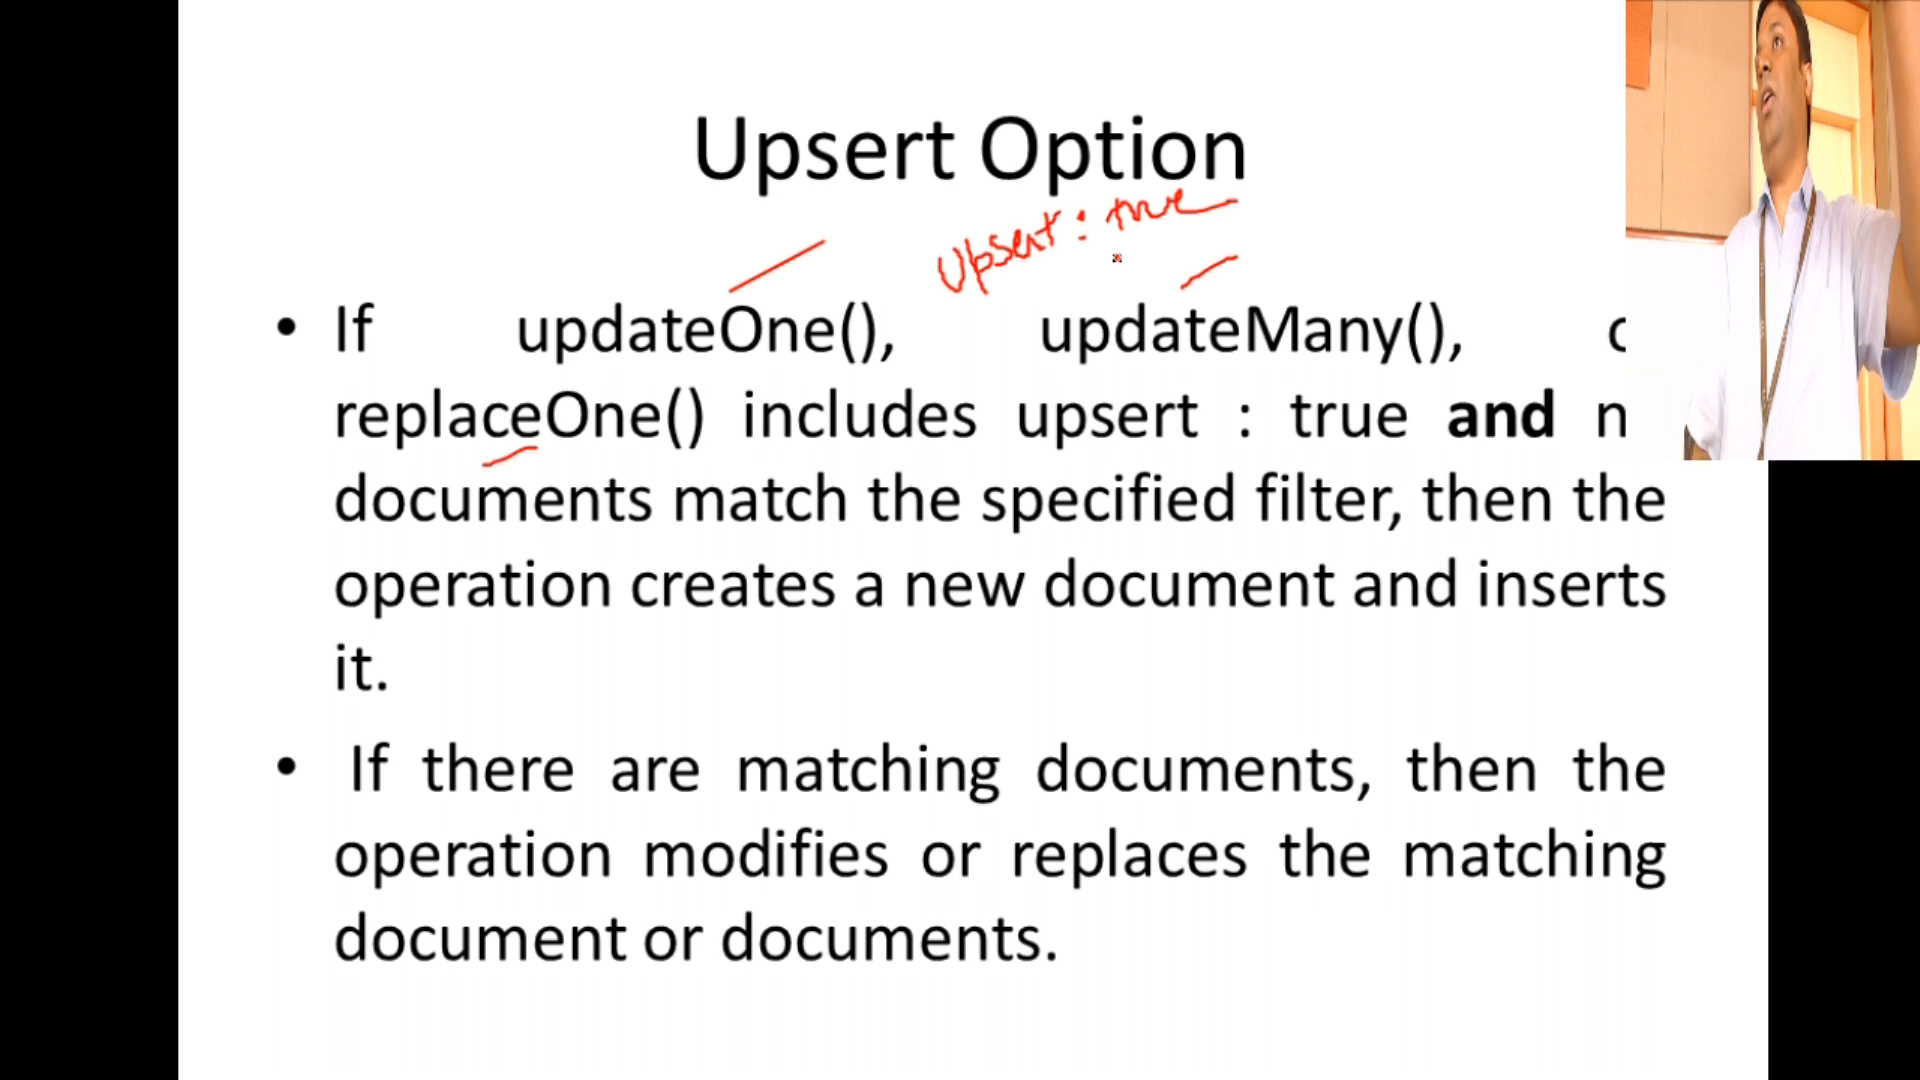 Upsert Option
Upsert : true
• If updateOne(), updateMany(),
replaceOne() includes upsert : true and
documents match the specified filter, then the
operation creates a new document and inserts
it.
• If there are matching documents, then the
operation modifies or replaces the matching
document or documents.